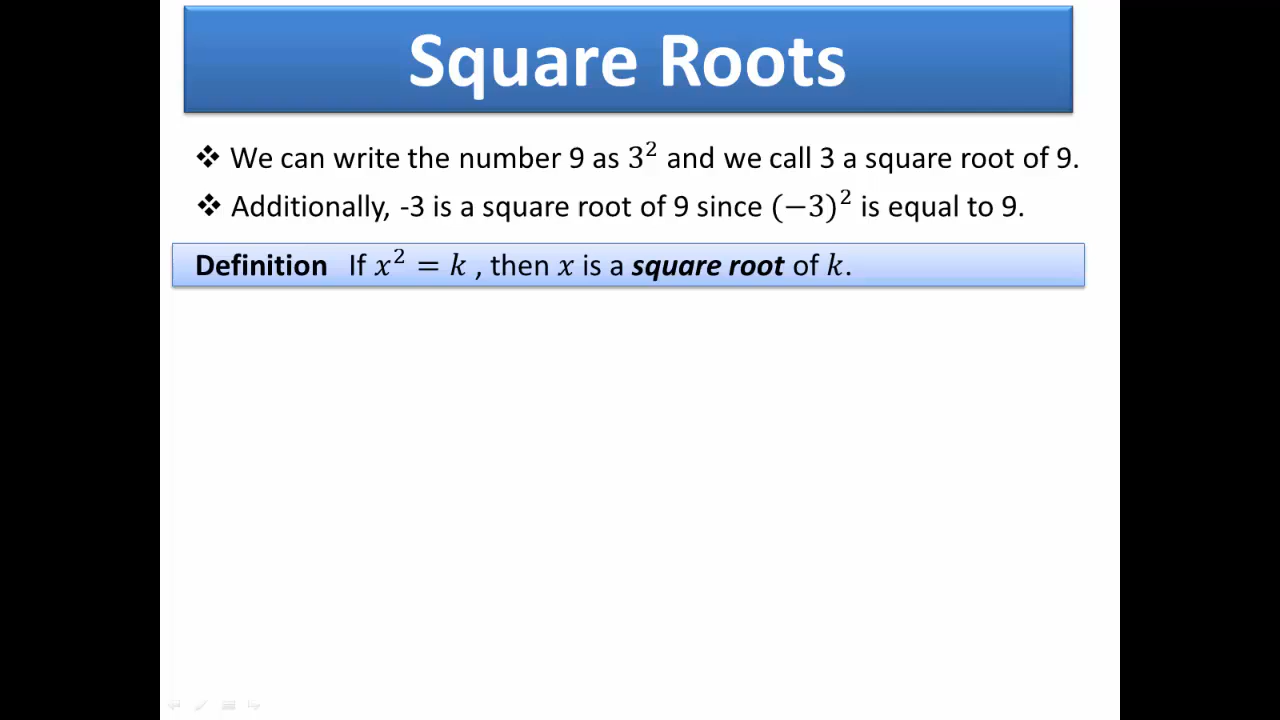 Square Roots
❖ We can write the number 9 as 3² and we call 3 a square root of 9.
❖ Additionally, -3 is a square root of 9 since (−3)² is equal to 9.
Definition If x² = k , then x is a square root of k.